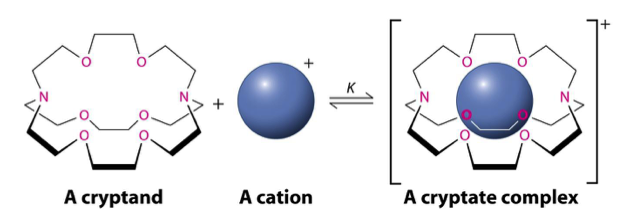 O O O O
N N + + K N N +
O O O O
O O O O
A cryptand A cation A cryptate complex